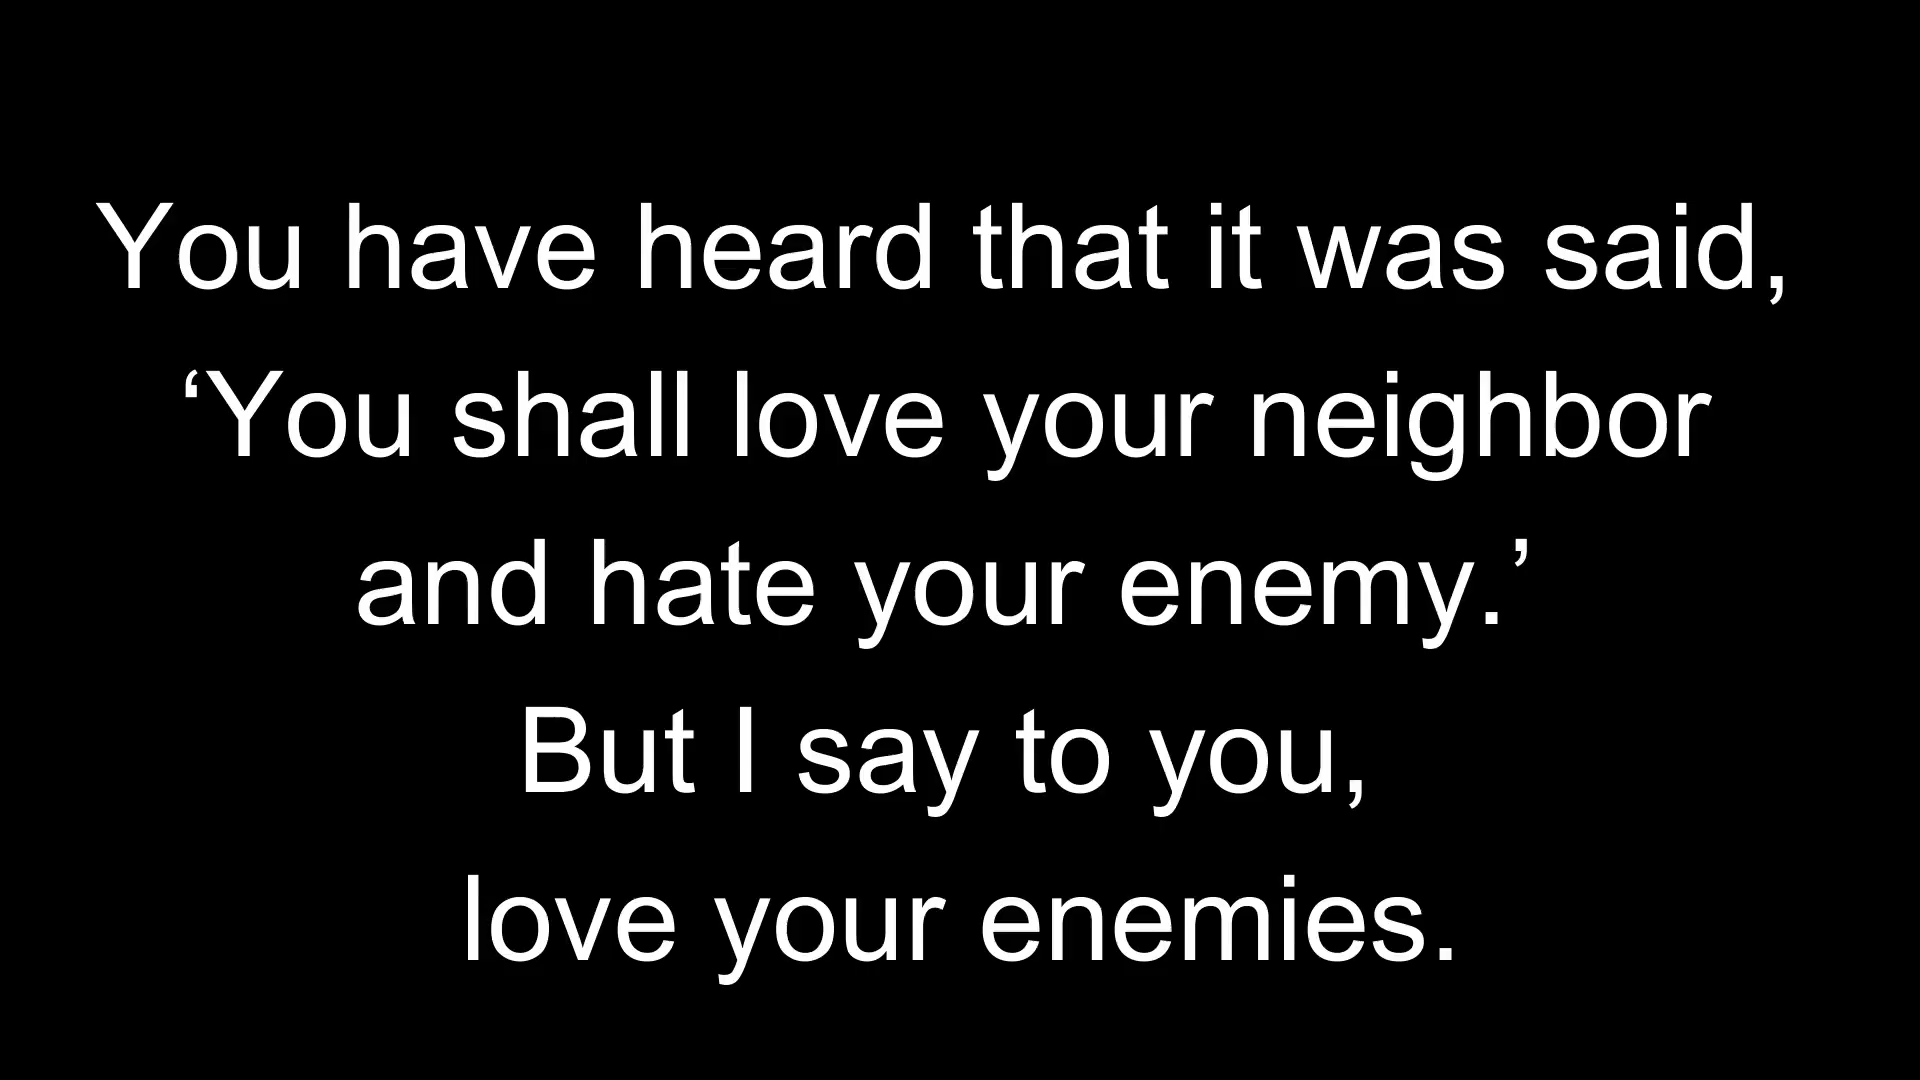 You have heard that it was said,
‘You shall love your neighbor
and hate your enemy.’
But I say to you,
love your enemies.